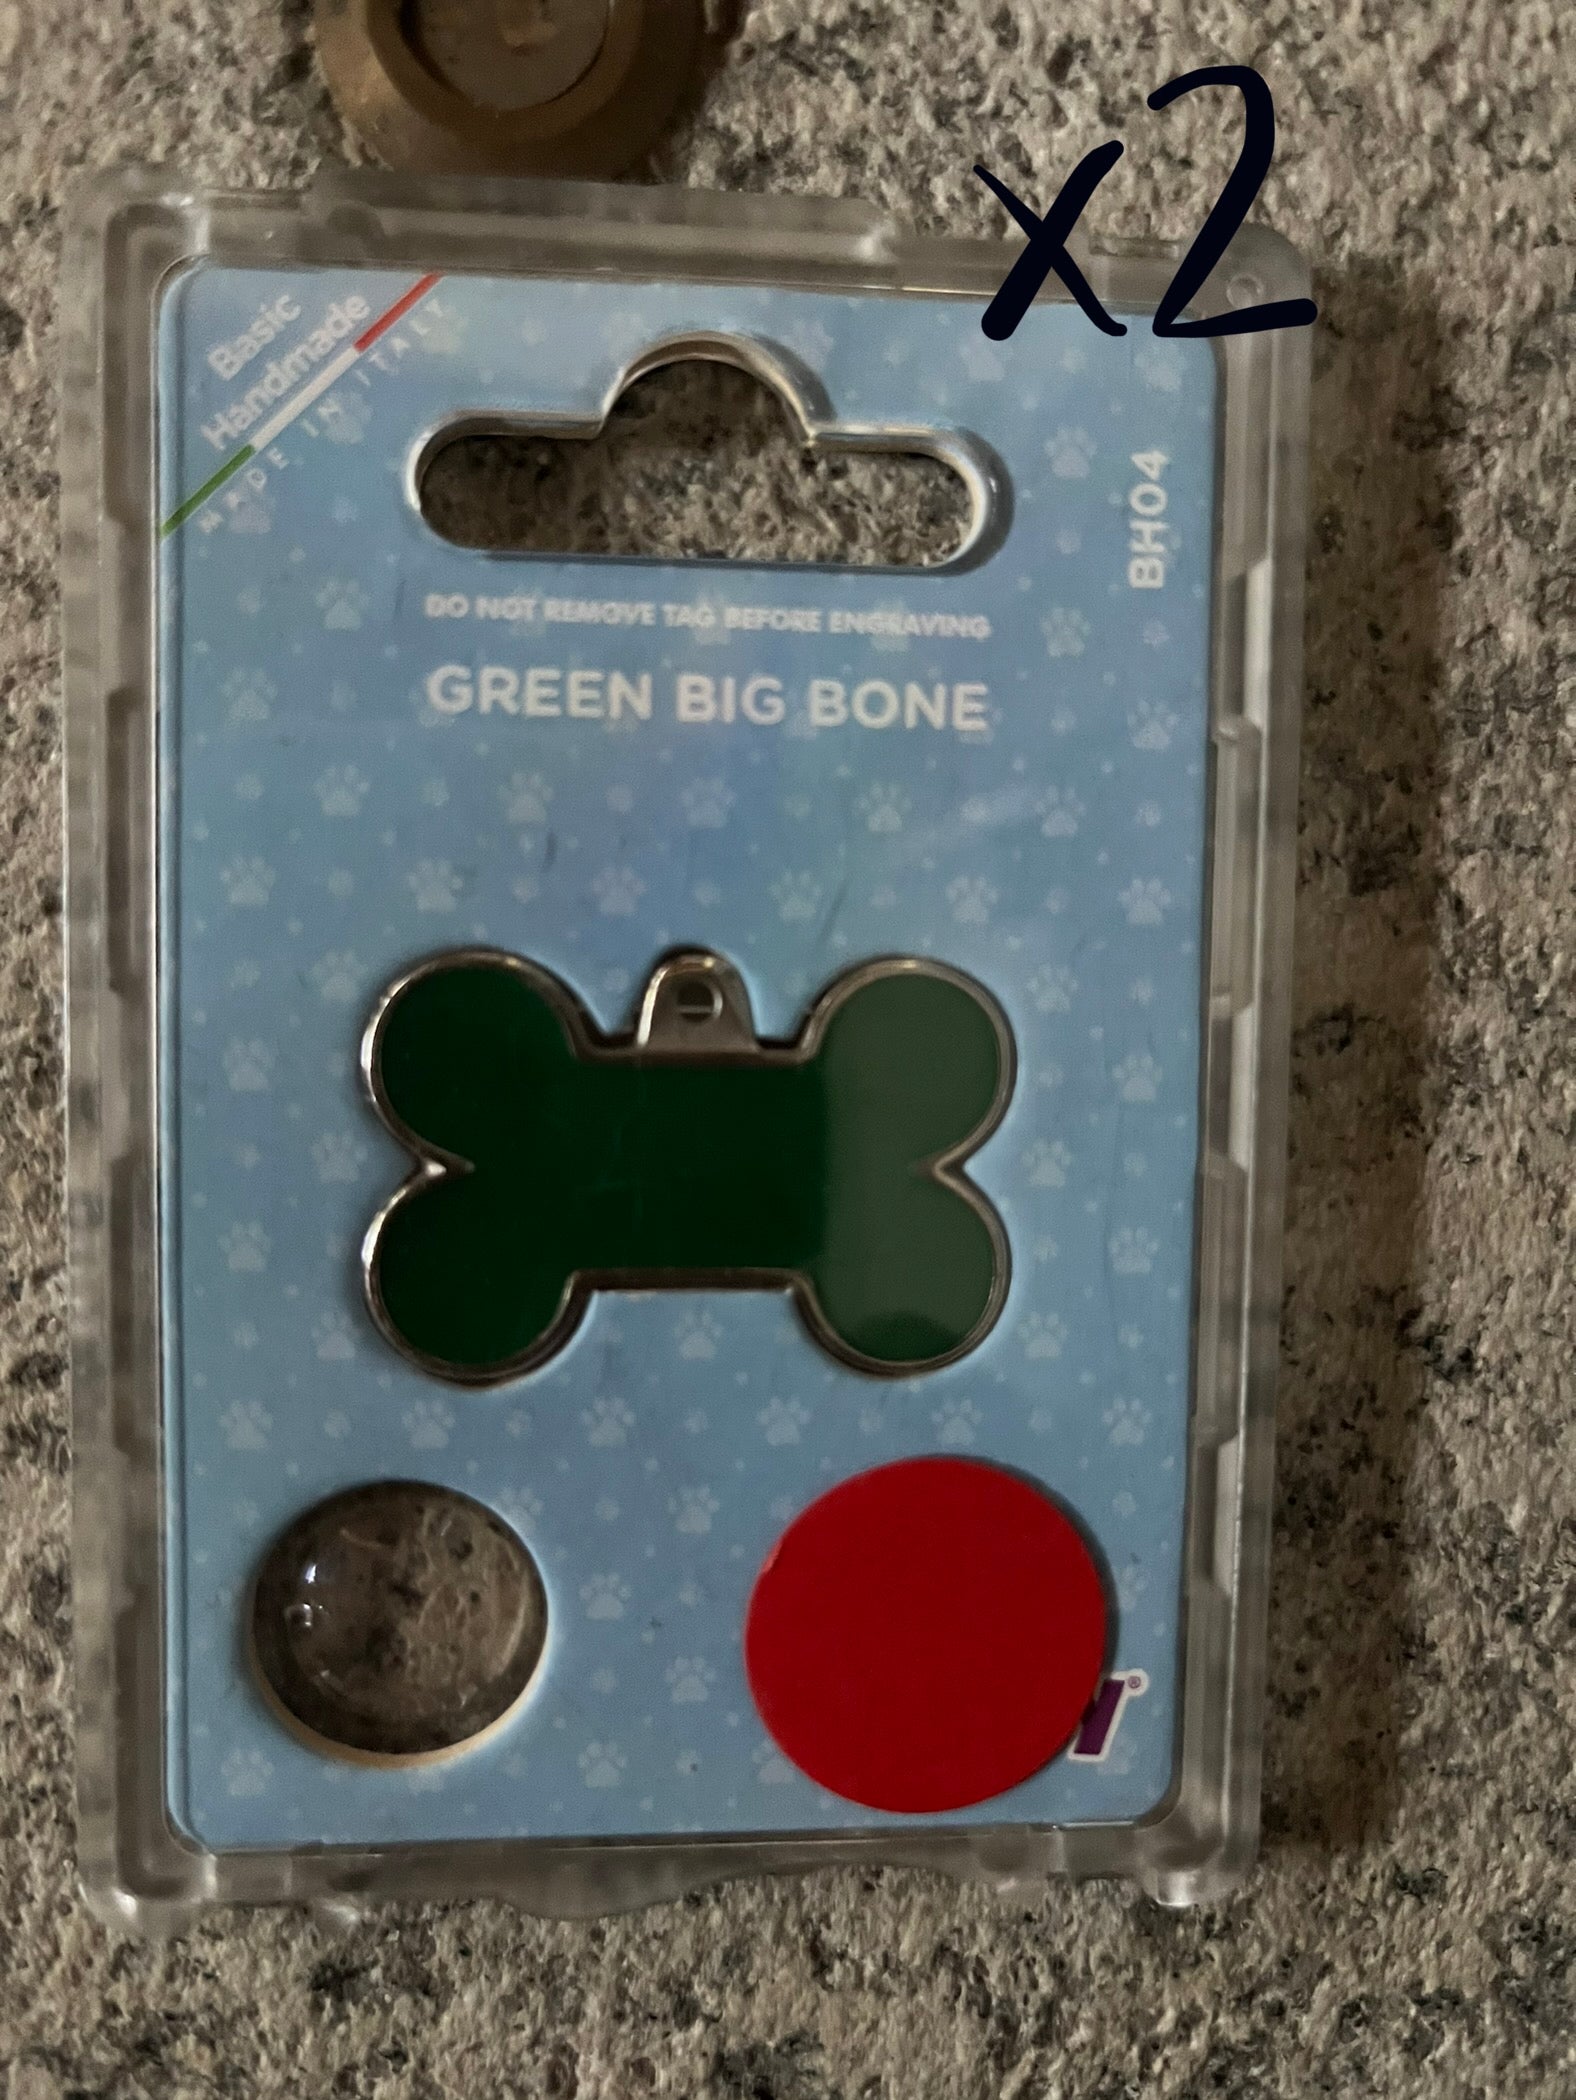 x2
Basic
Handmade
MADE IN ITALY
BH04
DO NOT REMOVE TAG BEFORE ENGRAVING
GREEN BIG BONE
®